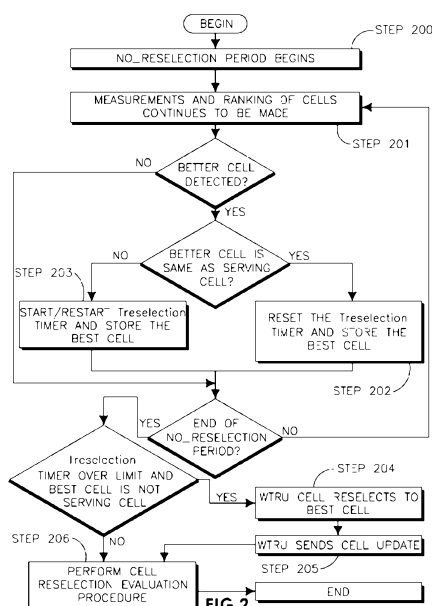 BEGIN
STEP 200
NO_RESELECTION PERIOD BEGINS
MEASUREMENTS AND RANKING OF CELLS
CONTINUES TO BE MADE
STEP 201
NO
BETTER CELL
DETECTED?
YES
NO
BETTER CELL IS
SAME AS SERVING
CELL?
YES
STEP 203
START/RESTART Treselection
TIMER AND STORE THE
BEST CELL
RESET THE Treselection
TIMER AND STORE THE
BEST CELL
STEP 202
YES
END OF
NO_RESELECTION
PERIOD?
NO
Treselection
TIMER OVER LIMIT AND
BEST CELL IS NOT
SERVING CELL
YES
STEP 204
WTRU CELL RESELECTS TO
BEST CELL
STEP 206
NO
WTRU SENDS CELL UPDATE
STEP 205
PERFORM CELL
RESELECTION EVALUATION
PROCEDURE
END
FIG.2